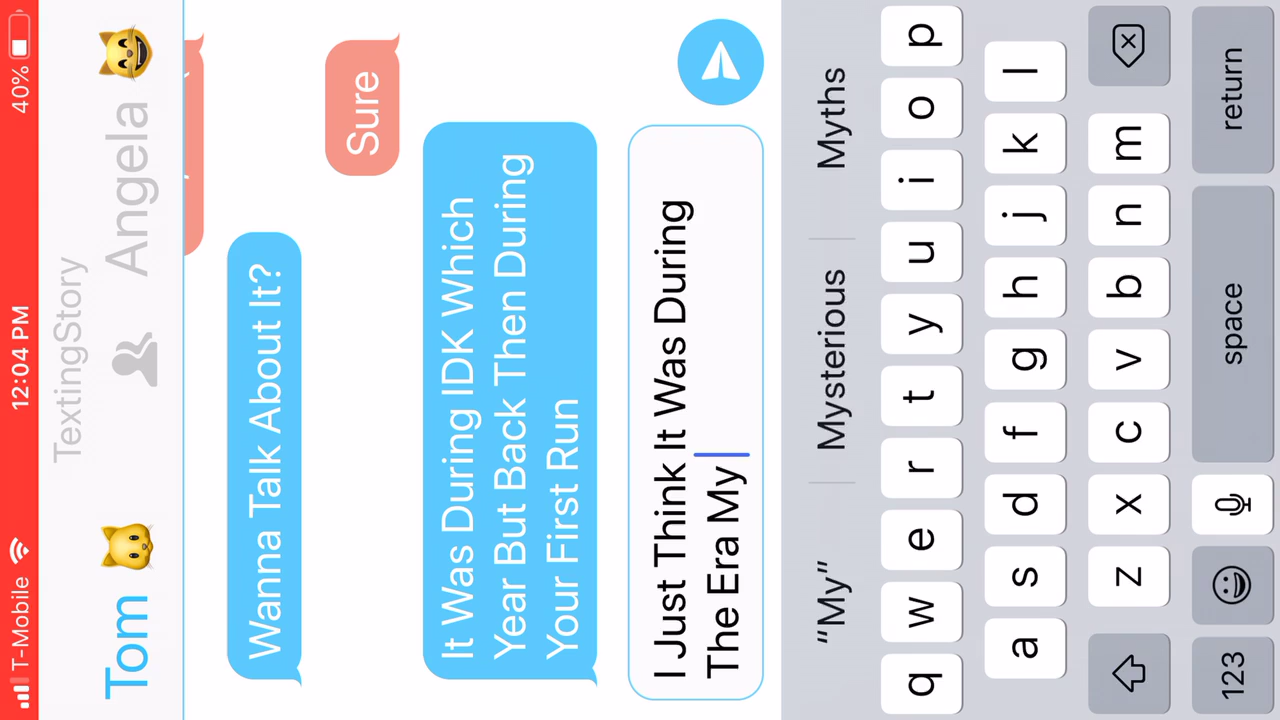 T-Mobile 12:04 PM 40%
TextingStory
Tom Angela
Wanna Talk About It?
Sure
It Was During IDK Which
Year But Back Then During
Your First Run
I Just Think It Was During
The Era My
“My” Mysterious Myths
q w e r t y u i o p
a s d f g h j k l
z x c v b n m
123 space return